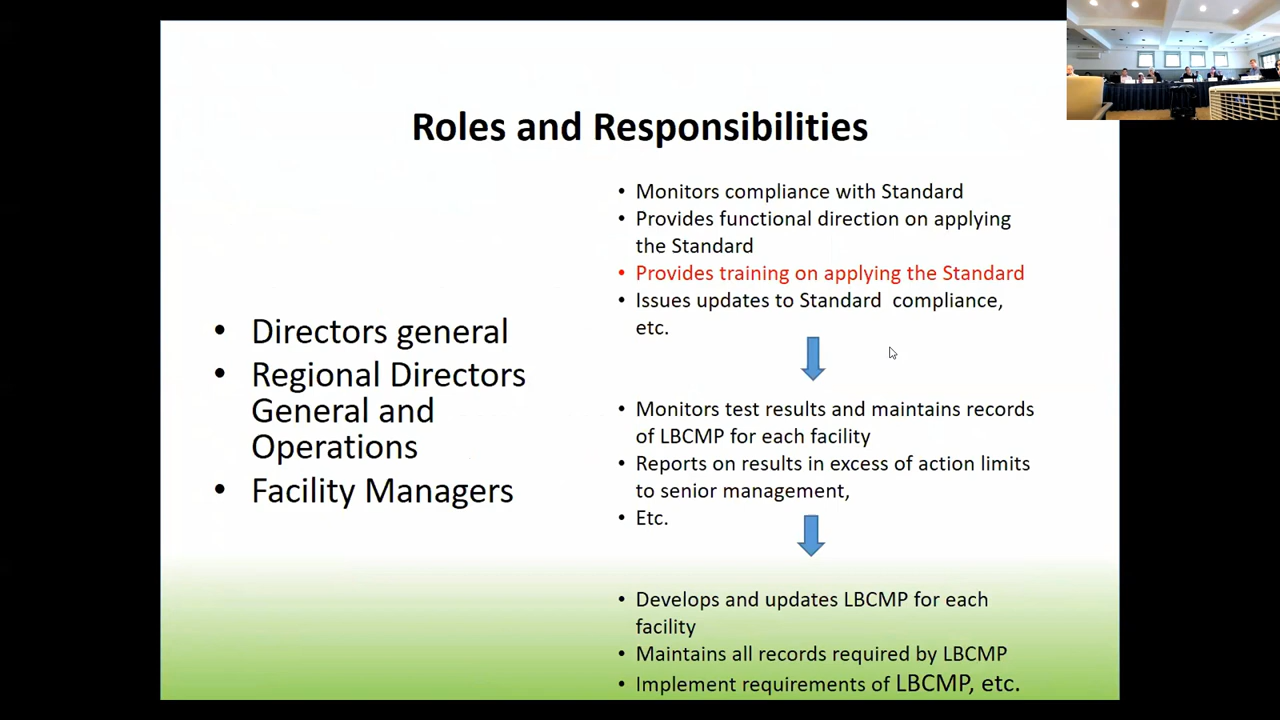 Roles and Responsibilities
• Directors general
• Regional Directors
General and
Operations
• Facility Managers
• Monitors compliance with Standard
• Provides functional direction on applying
the Standard
• Provides training on applying the Standard
• Issues updates to Standard compliance,
etc.
• Monitors test results and maintains records
of LBCMP for each facility
• Reports on results in excess of action limits
to senior management,
• Etc.
• Develops and updates LBCMP for each
facility
• Maintains all records required by LBCMP
• Implement requirements of LBCMP, etc.